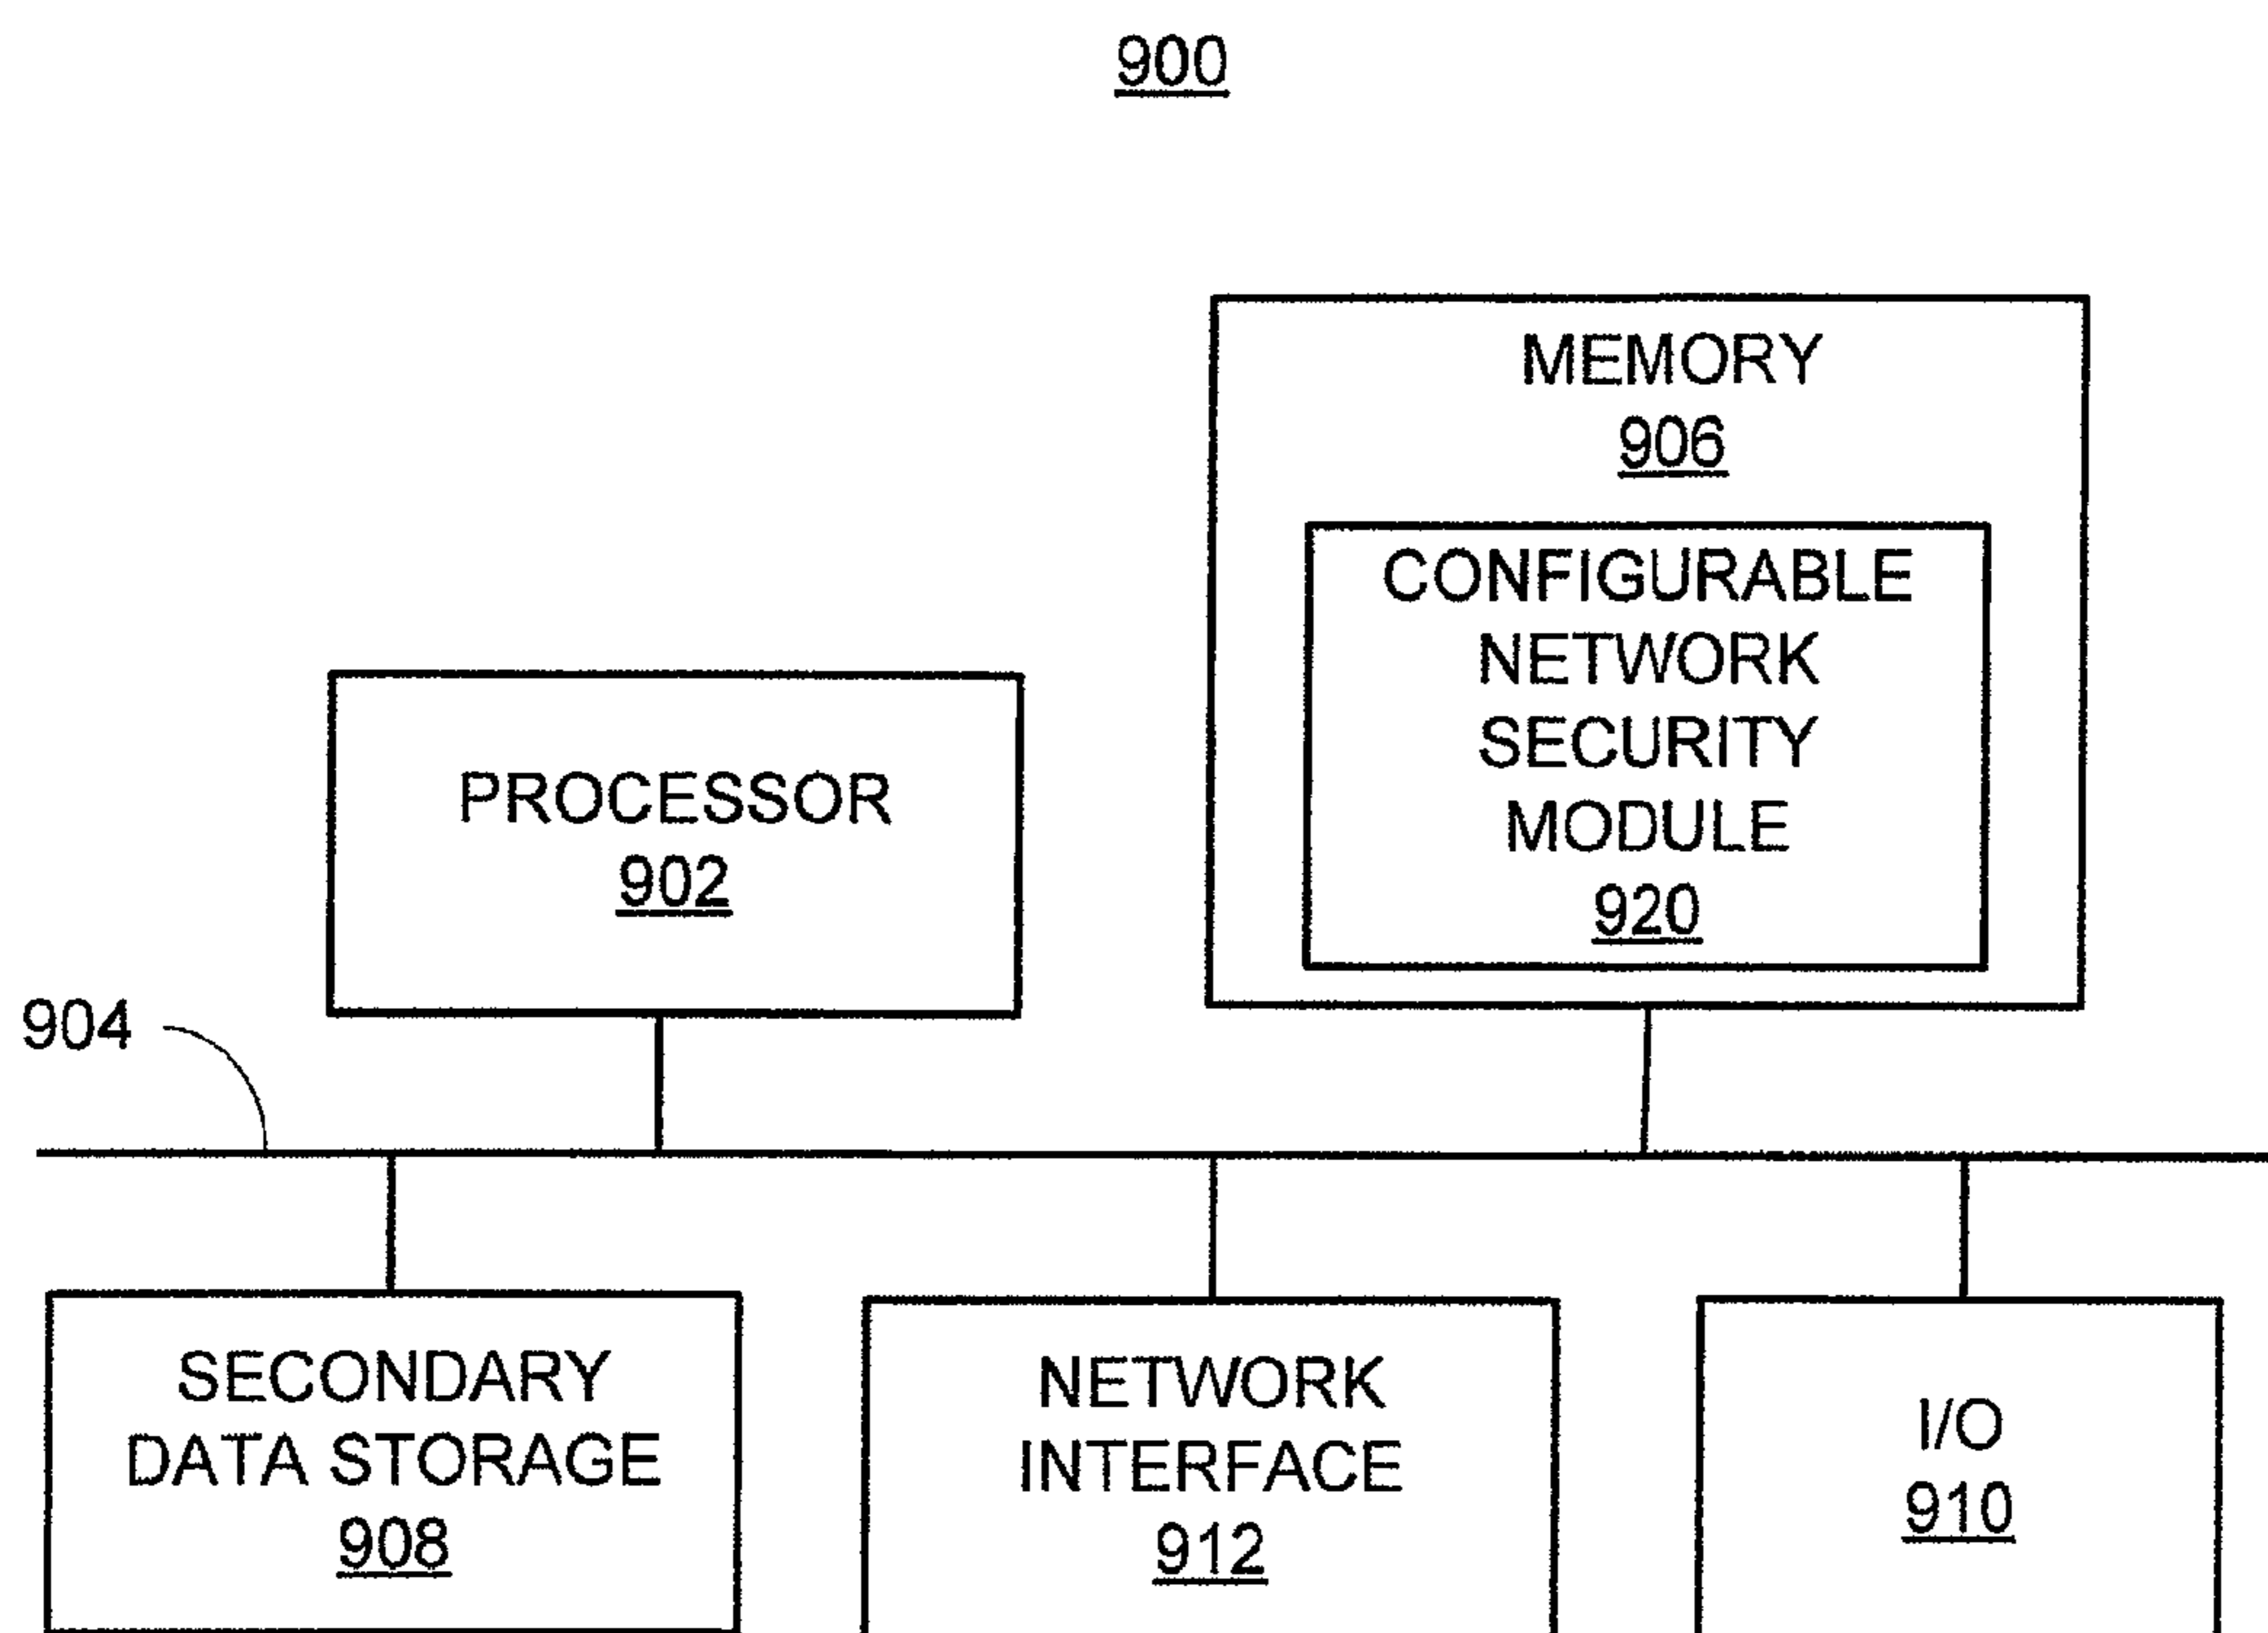 900
MEMORY
906
CONFIGURABLE
NETWORK
SECURITY
MODULE
920
PROCESSOR
902
904
SECONDARY
DATA STORAGE
908
NETWORK
INTERFACE
912
I/O
910